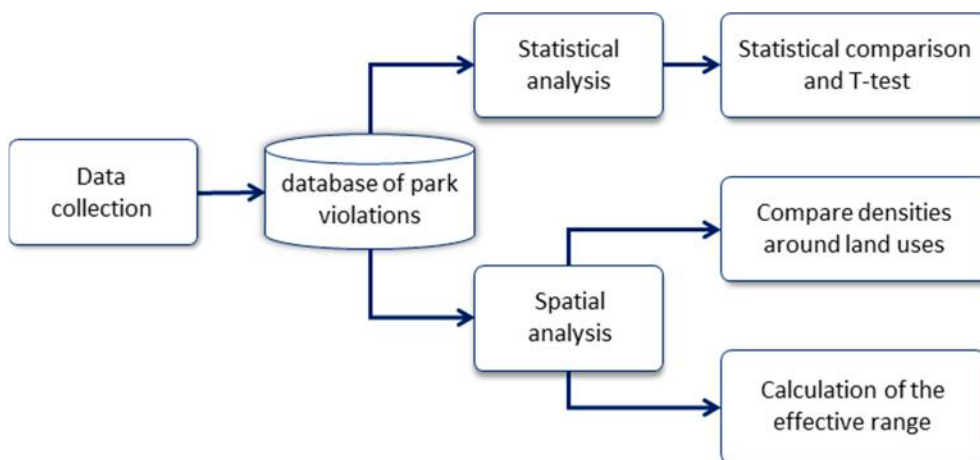 Data
collection
database of park
violations
Statistical
analysis
Statistical comparison
and T-test
Spatial
analysis
Compare densities
around land uses
Calculation of the
effective range